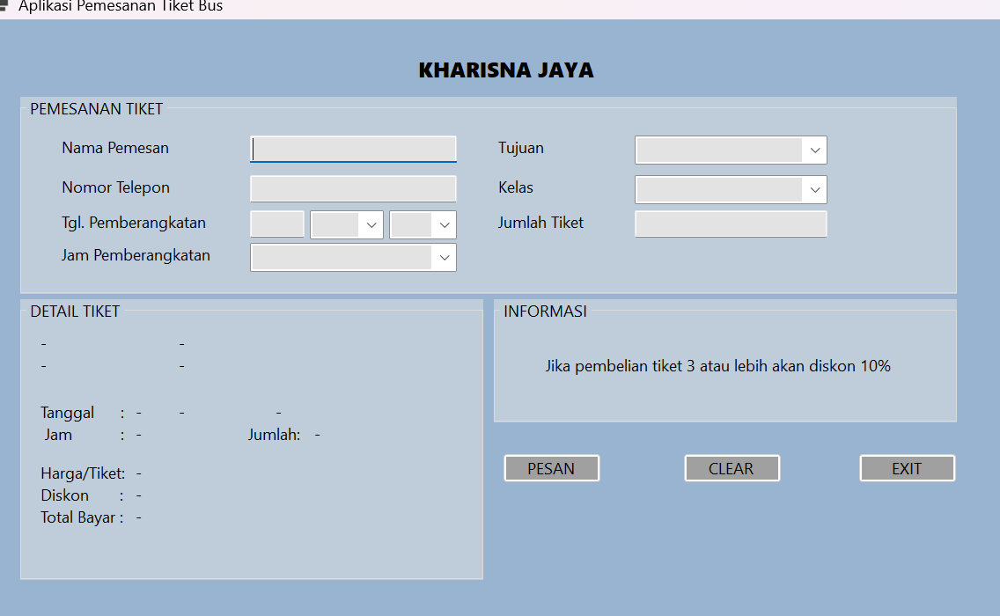 Aplikasi Pemesanan Tiket Bus
KHARISNA JAYA
PEMESANAN TIKET
Nama Pemesan
Tujuan
Nomor Telepon
Kelas
Tgl. Pemberangkatan
Jumlah Tiket
Jam Pemberangkatan
DETAIL TIKET
- -
- -
Tanggal : - - -
Jam : - Jumlah: -
Harga/Tiket: -
Diskon : -
Total Bayar : -
INFORMASI
Jika pembelian tiket 3 atau lebih akan diskon 10%
PESAN
CLEAR
EXIT